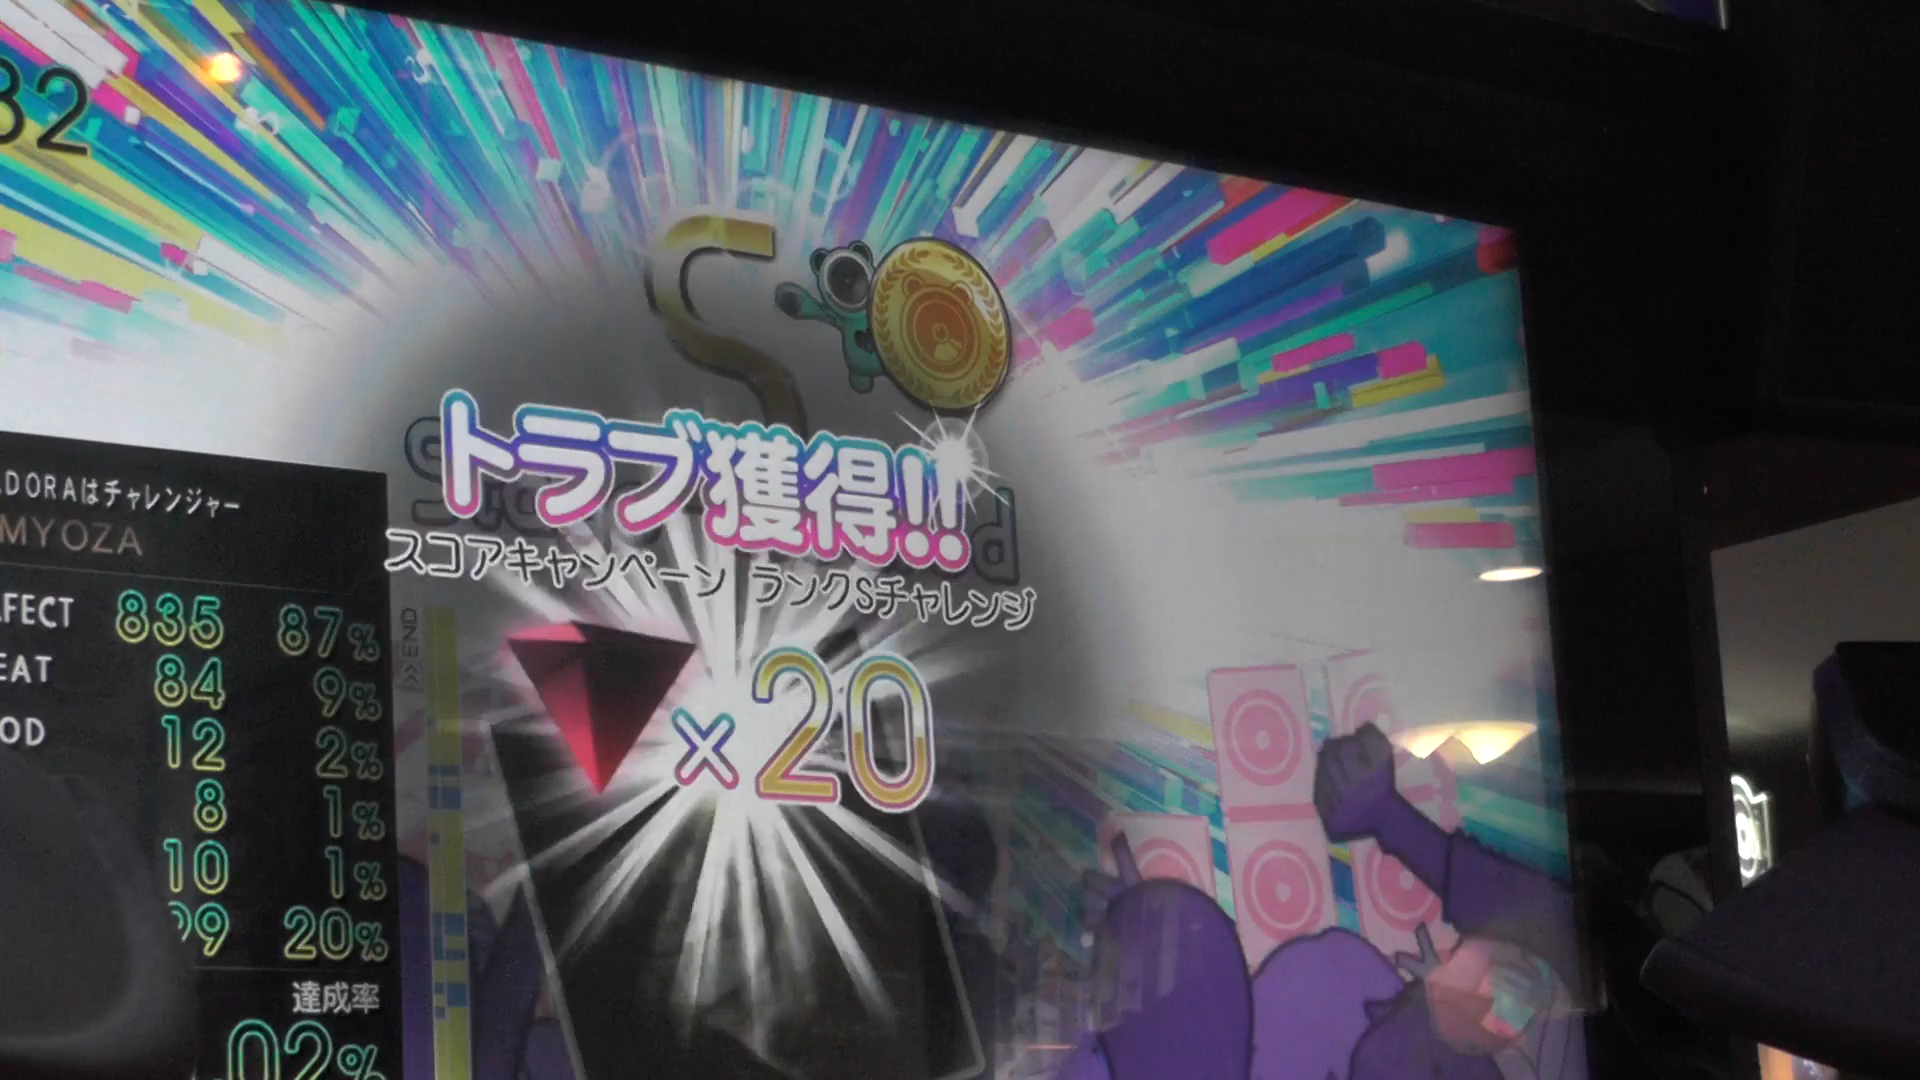 32
S
トラブ獲得!!
スコアキャンペーン ランクSチャレンジ
×20
DORAはチャレンジャー
MYOZA
FECT 835 87%
EAT 84 9%
OD 12 2%
8 1%
10 1%
99 20%
達成率
.02%
>> END